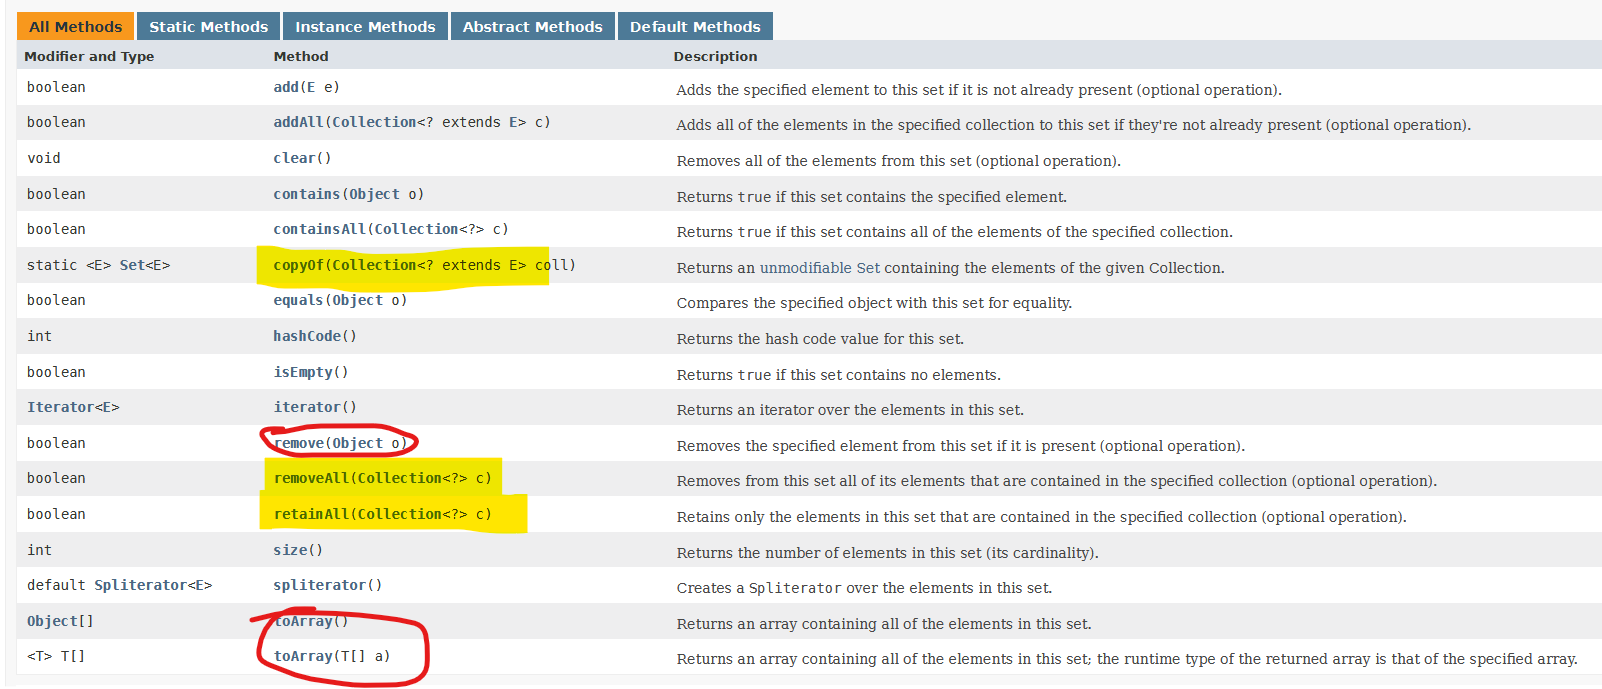 All Methods Static Methods Instance Methods Abstract Methods Default Methods
Modifier and Type Method Description
boolean add(E e) Adds the specified element to this set if it is not already present (optional operation).
boolean addAll(Collection<? extends E> c) Adds all of the elements in the specified collection to this set if they're not already present (optional operation).
void clear() Removes all of the elements from this set (optional operation).
boolean contains(Object o) Returns true if this set contains the specified element.
boolean containsAll(Collection<?> c) Returns true if this set contains all of the elements of the specified collection.
static <E> Set<E> copyOf(Collection<? extends E> coll) Returns an unmodifiable Set containing the elements of the given Collection.
boolean equals(Object o) Compares the specified object with this set for equality.
int hashCode() Returns the hash code value for this set.
boolean isEmpty() Returns true if this set contains no elements.
Iterator<E> iterator() Returns an iterator over the elements in this set.
boolean remove(Object o) Removes the specified element from this set if it is present (optional operation).
boolean removeAll(Collection<?> c) Removes from this set all of its elements that are contained in the specified collection (optional operation).
boolean retainAll(Collection<?> c) Retains only the elements in this set that are contained in the specified collection (optional operation).
int size() Returns the number of elements in this set (its cardinality).
default Spliterator<E> spliterator() Creates a Spliterator over the elements in this set.
Object[] toArray() Returns an array containing all of the elements in this set.
<T> T[] toArray(T[] a) Returns an array containing all of the elements in this set; the runtime type of the returned array is that of the specified array.